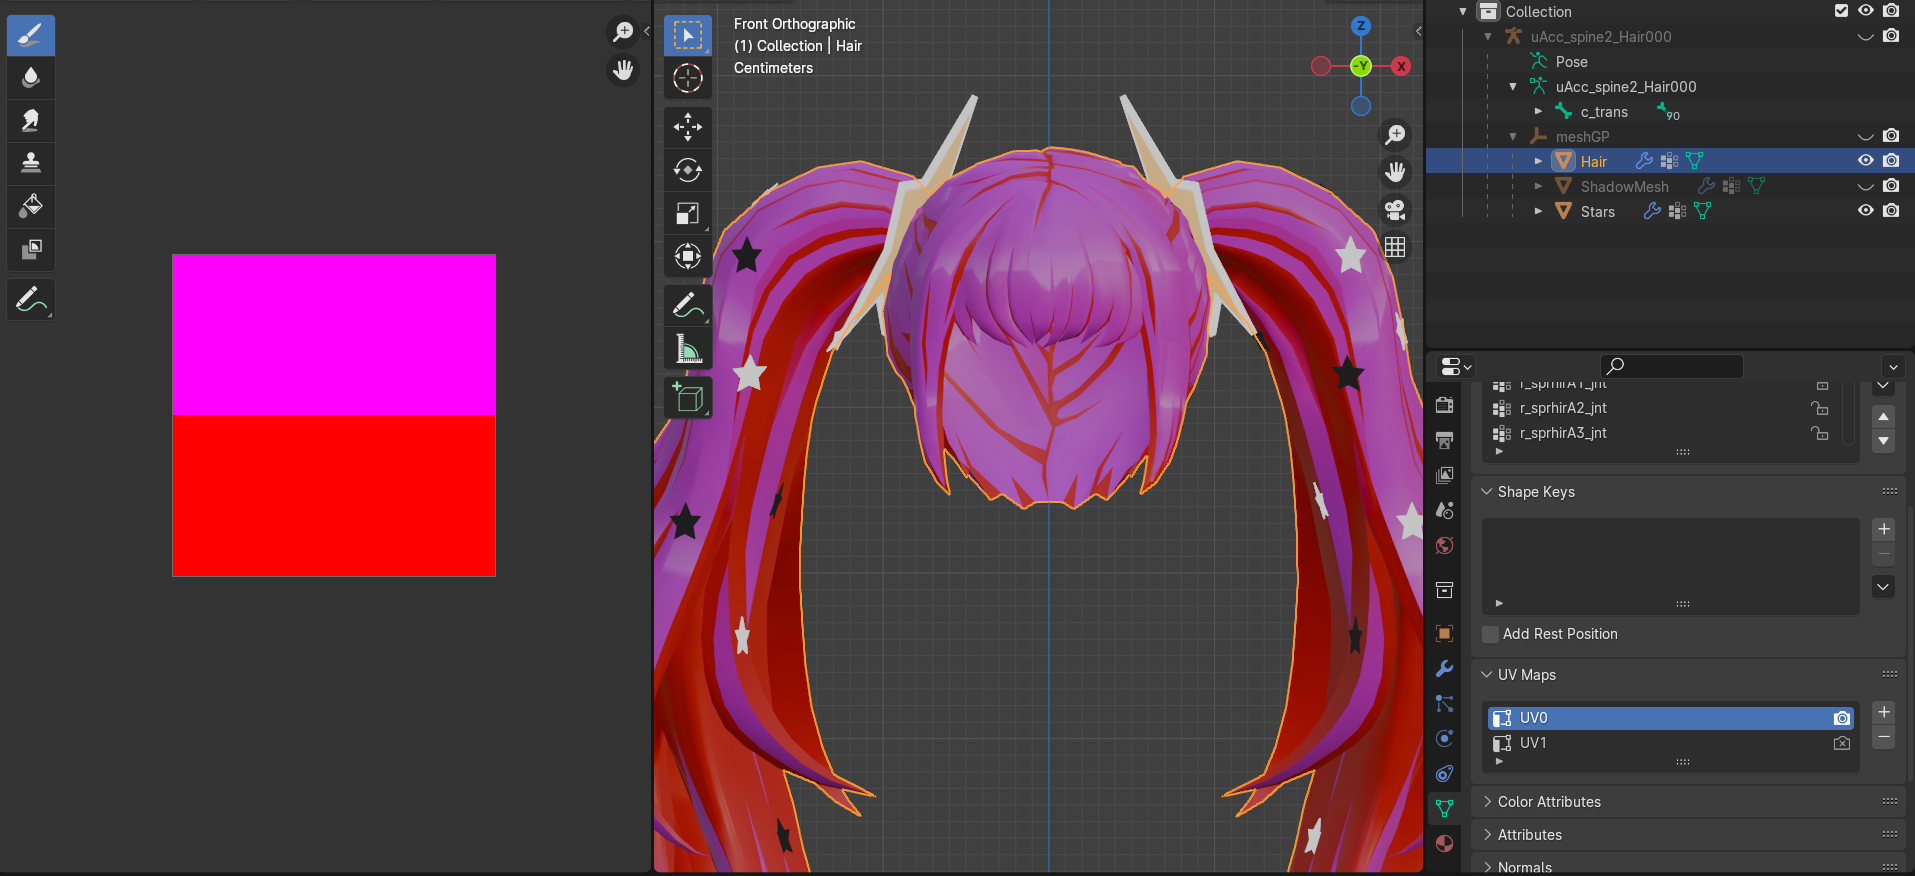 Front Orthographic
(1) Collection | Hair
Centimeters
Z
-Y
X
Collection
uAcc_spine2_Hair000
Pose
uAcc_spine2_Hair000
c_trans
90
meshGP
Hair
ShadowMesh
Stars
r_sprhirA1_jnt
r_sprhirA2_jnt
r_sprhirA3_jnt
Shape Keys
Add Rest Position
UV Maps
UV0
UV1
Color Attributes
Attributes
Normals